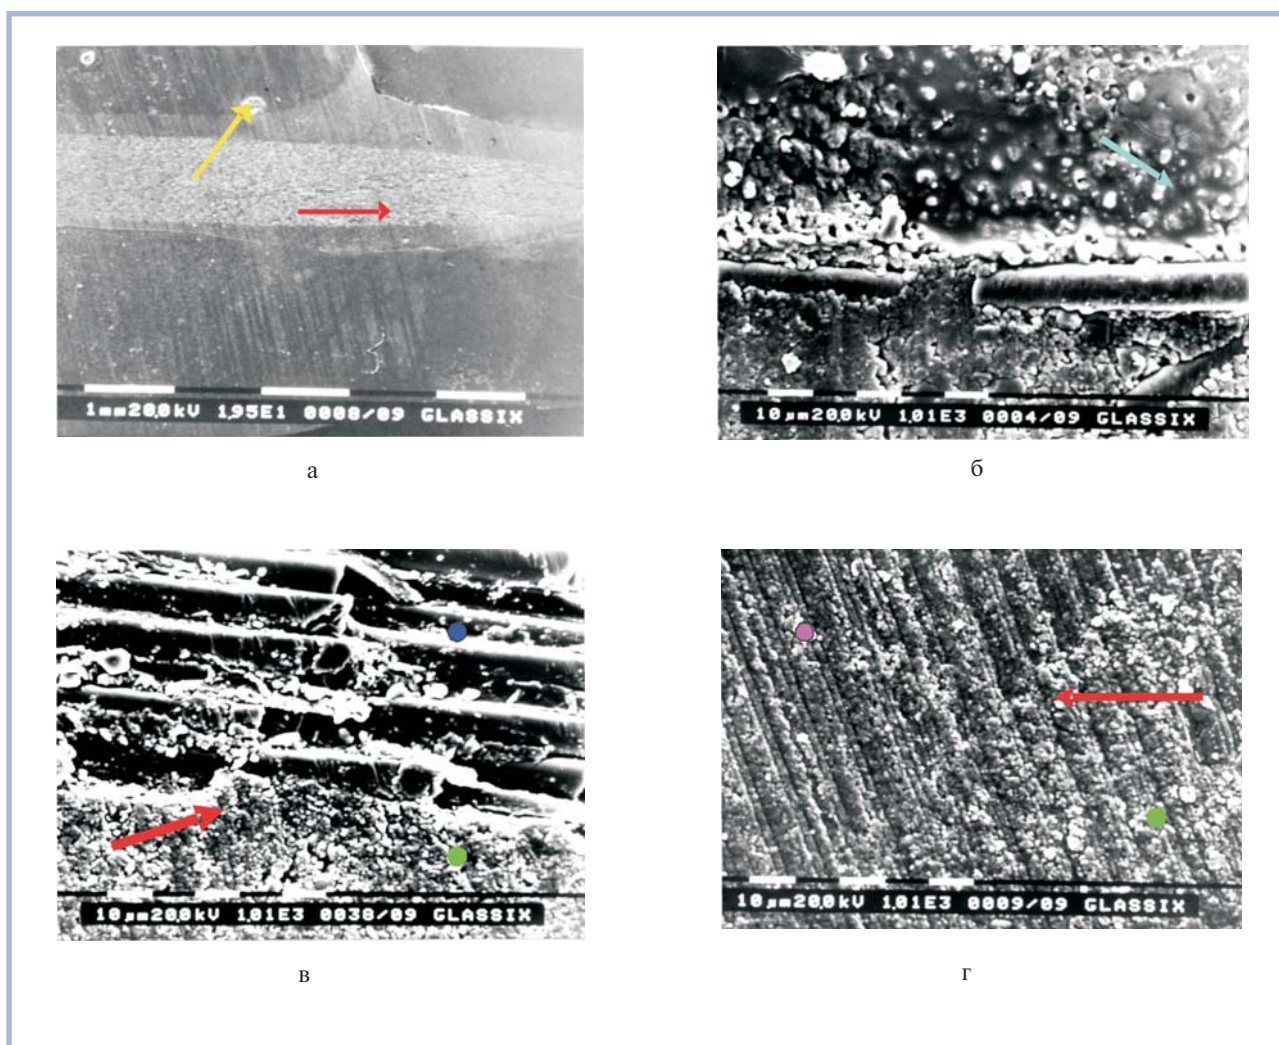 1mm20.0kV 1.95E1 0008/09 GLASSIX
а
10µm20.0kV 1.01E3 0004/09 GLASSIX
б
10µm20.0kV 1.01E3 0038/09 GLASSIX
в
10µm20.0kV 1.01E3 0009/09 GLASSIX
г